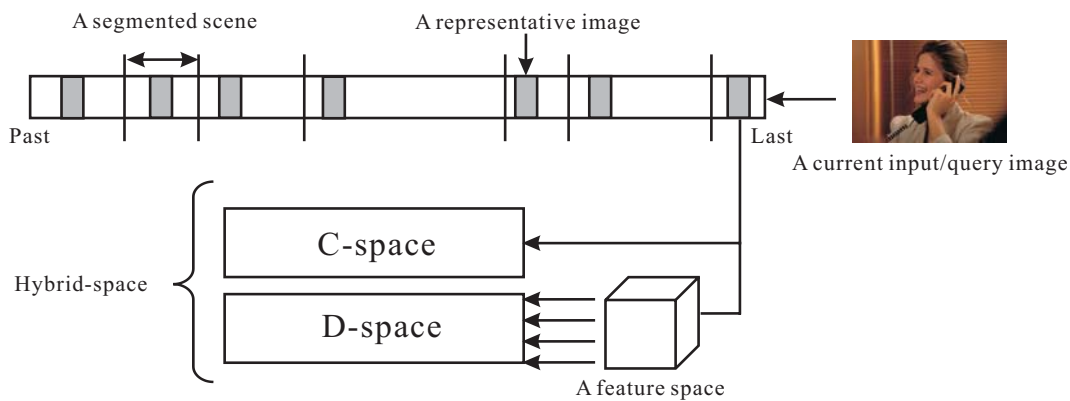 A segmented scene
A representative image
Past
Last
A current input/query image
C-space
Hybrid-space
D-space
A feature space